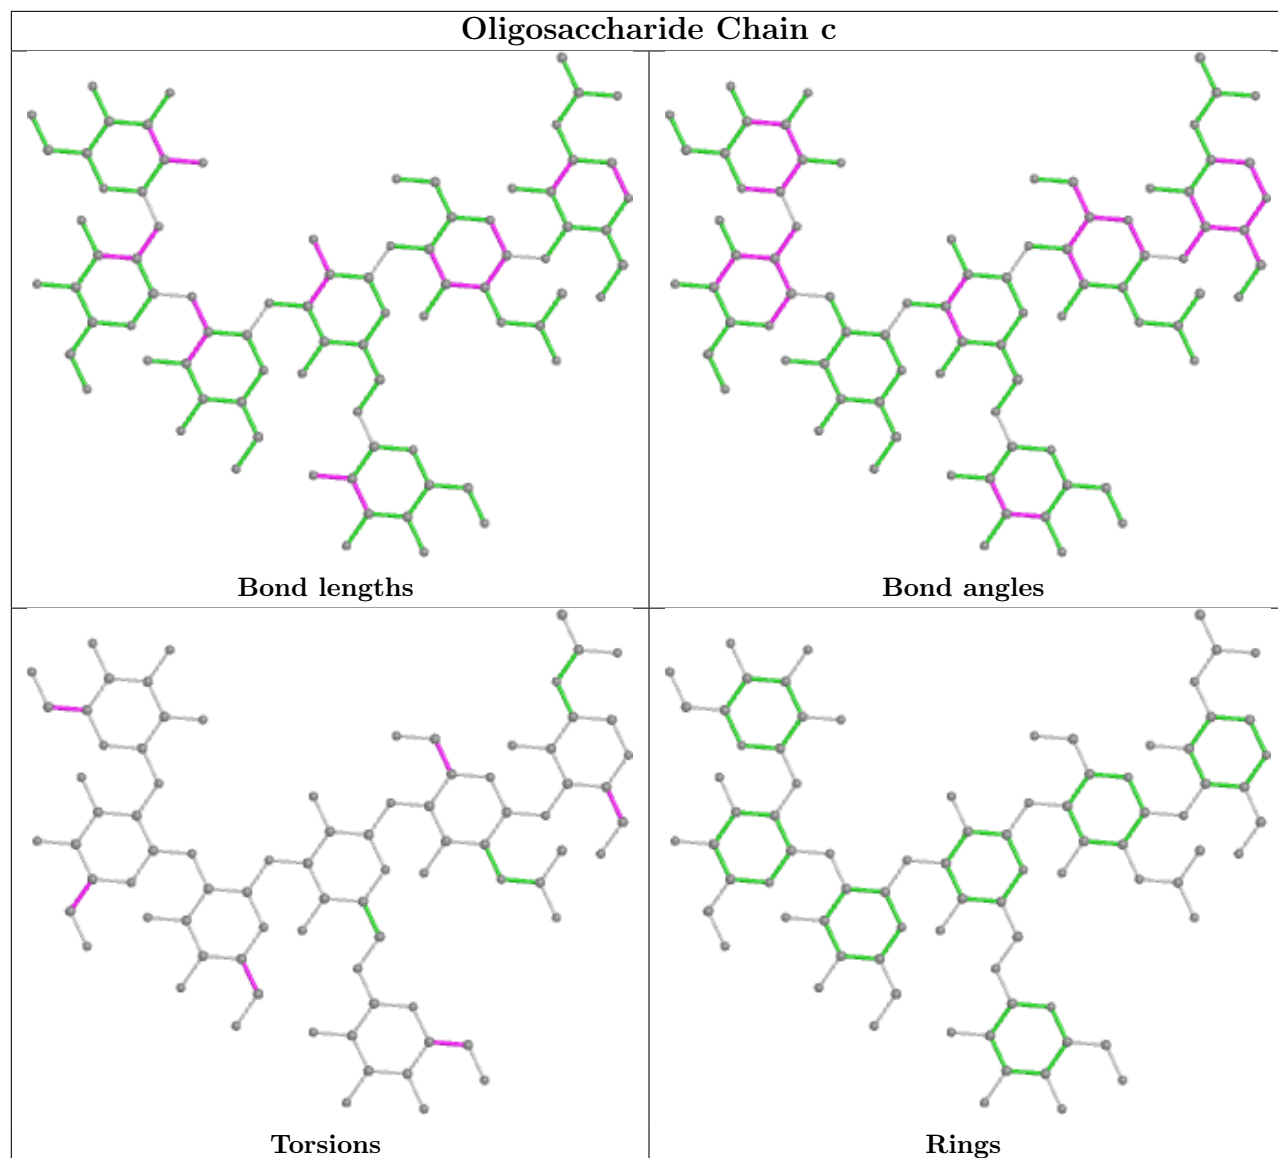 Oligosaccharide Chain c
Bond lengths
Bond angles
Torsions
Rings